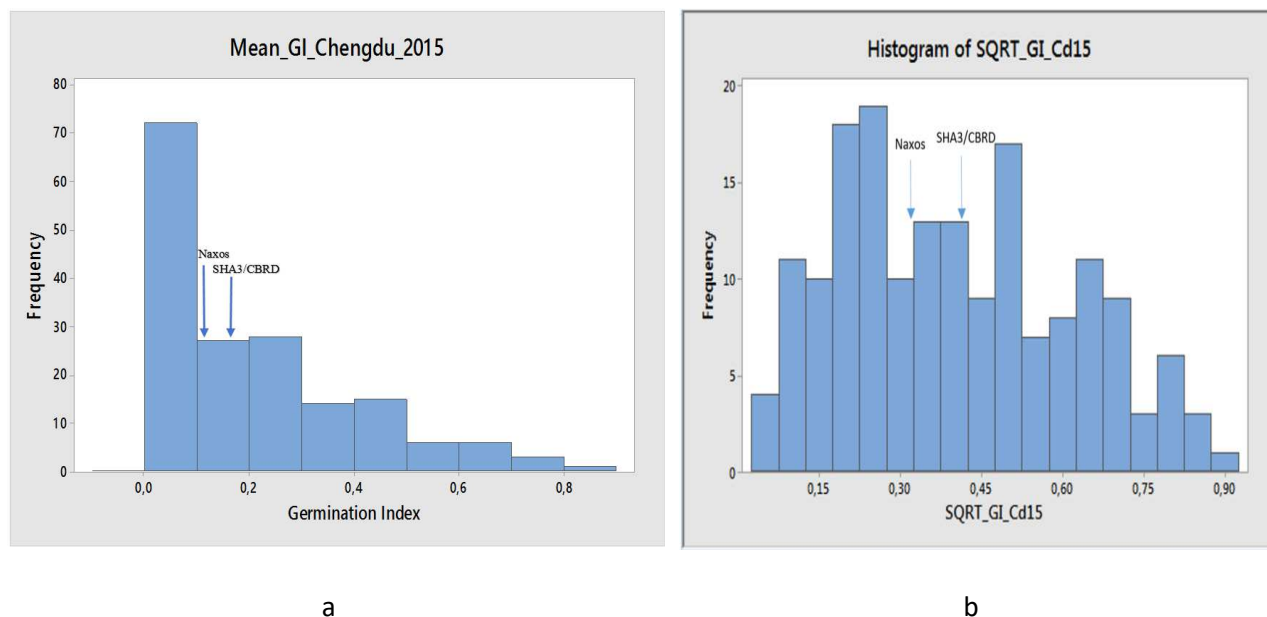 Mean_GI_Chengdu_2015
80
70
60
50
40
30
20
10
0
Frequency
Naxos
SHA3/CBRD
0,0 0,2 0,4 0,6 0,8
Germination Index
a
Histogram of SQRT_GI_Cd15
20
15
10
5
0
Frequency
Naxos
SHA3/CBRD
0,15 0,30 0,45 0,60 0,75 0,90
SQRT_GI_Cd15
b